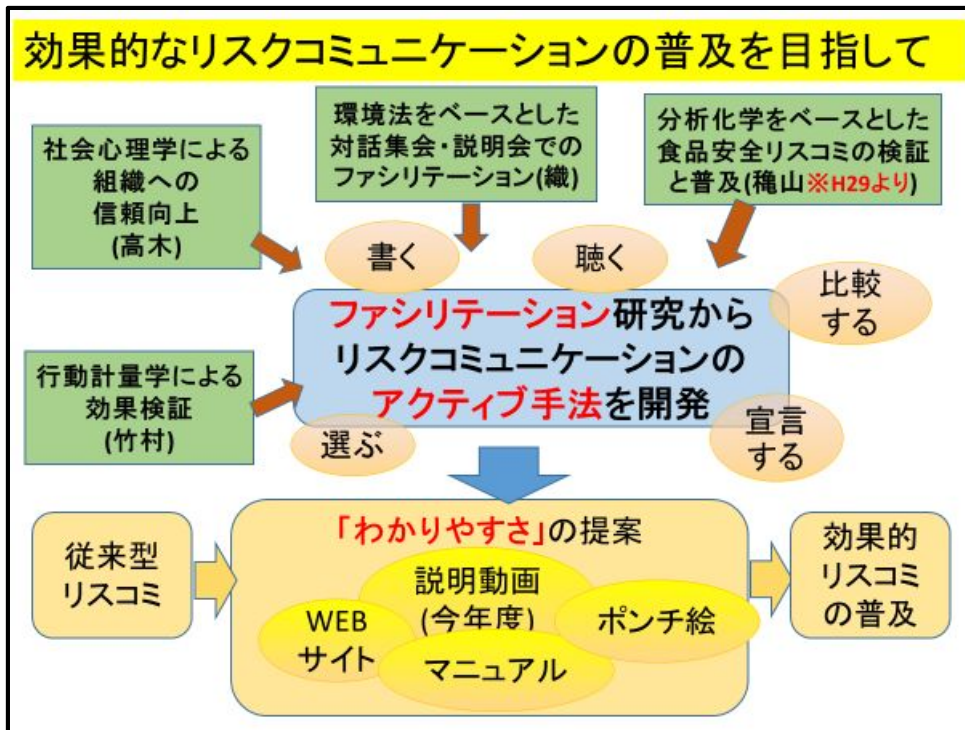 効果的なリスクコミュニケーションの普及を目指して
社会心理学による
組織への
信頼向上
(高木)
環境法をベースとした
対話集会・説明会での
ファシリテーション(織)
分析化学をベースとした
食品安全リスコミの検証
と普及(穐山※H29より)
行動計量学による
効果検証
(竹村)
書く
聴く
比較
する
ファシリテーション研究から
リスクコミュニケーションの
アクティブ手法を開発
選ぶ
宣言
する
従来型
リスコミ
「わかりやすさ」の提案
説明動画
(今年度)
WEB
サイト
マニュアル
ポンチ絵
効果的
リスコミ
の普及